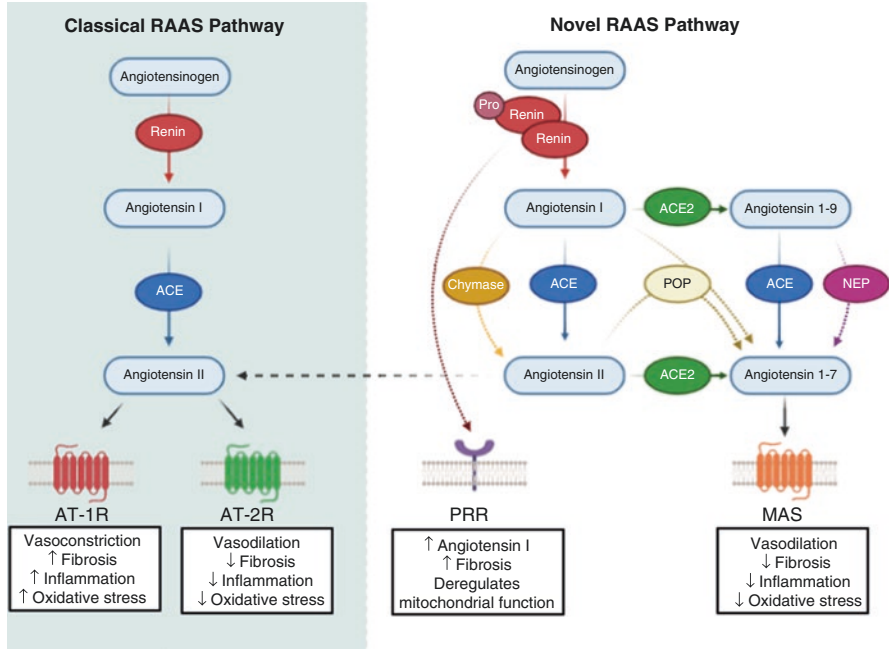 Classical RAAS Pathway
Angiotensinogen
Renin
Angiotensin I
ACE
Angiotensin II
AT-1R
Vasoconstriction
↑ Fibrosis
↑ Inflammation
↑ Oxidative stress
AT-2R
Vasodilation
↓ Fibrosis
↓ Inflammation
↓ Oxidative stress
Novel RAAS Pathway
Angiotensinogen
Pro
Renin
Renin
Angiotensin I
ACE2
Angiotensin 1-9
Chymase
ACE
POP
ACE
NEP
Angiotensin II
ACE2
Angiotensin 1-7
PRR
↑ Angiotensin I
↑ Fibrosis
Deregulates
mitochondrial function
MAS
Vasodilation
↓ Fibrosis
↓ Inflammation
↓ Oxidative stress